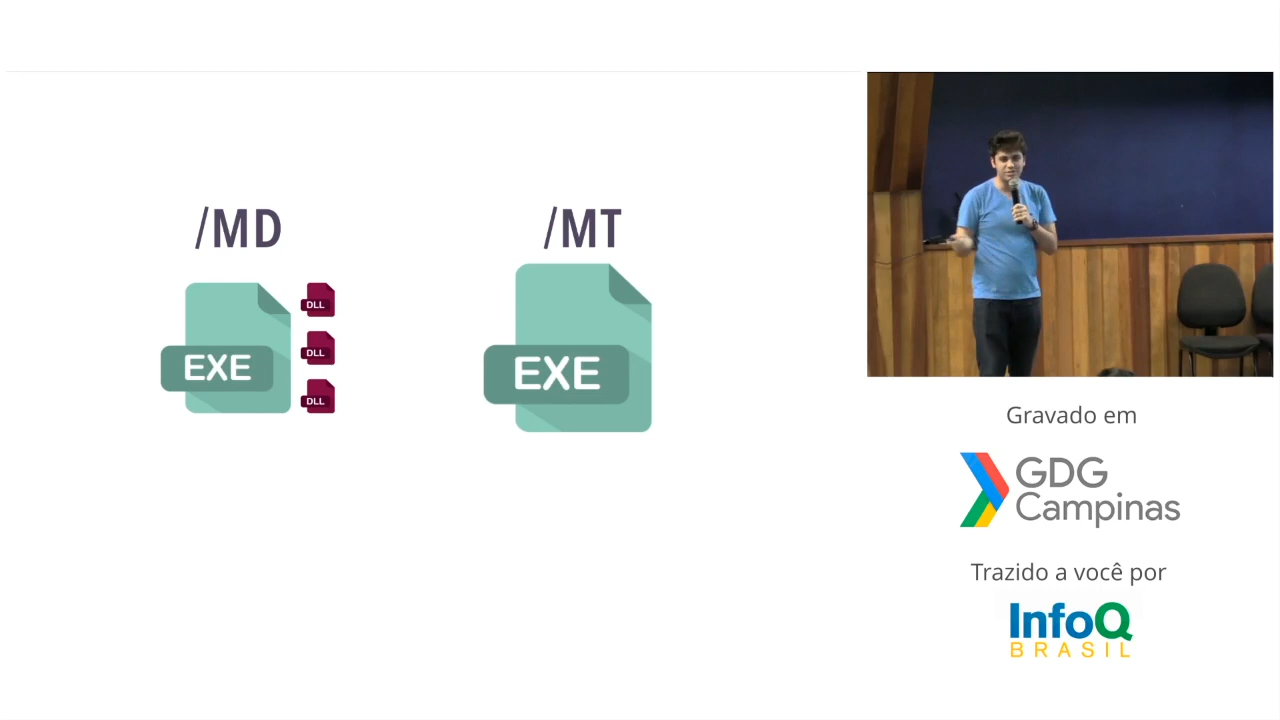 /MD
/MT
EXE
DLL
DLL
DLL
EXE
Gravado em
GDG
Campinas
Trazido a você por
InfoQ
BRASIL